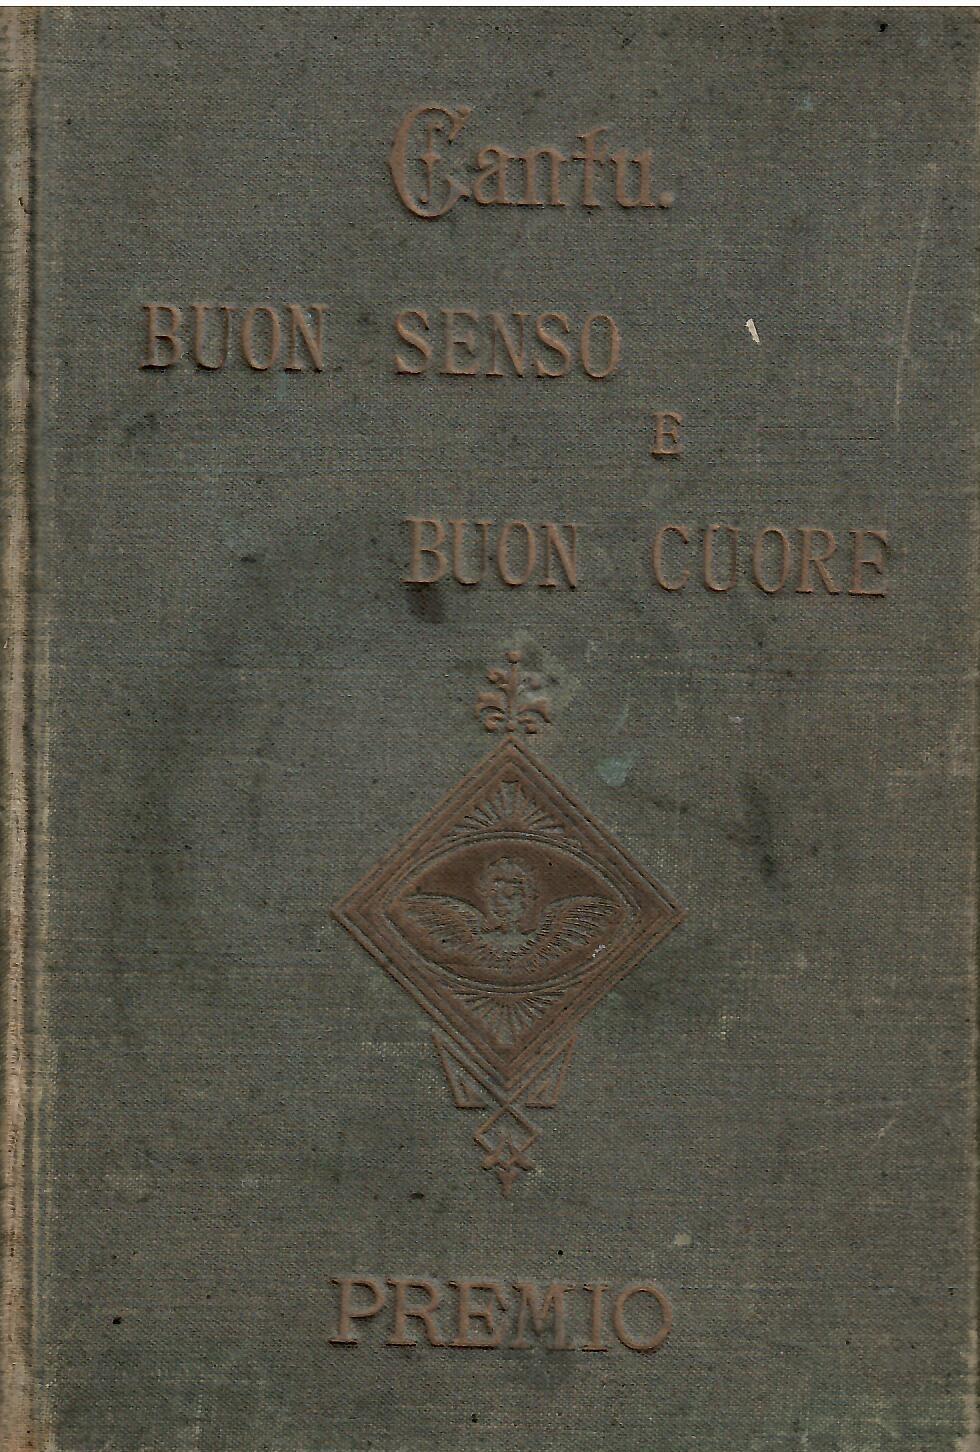 Cantu.
BUON SENSO
E
BUON CUORE
PREMIO